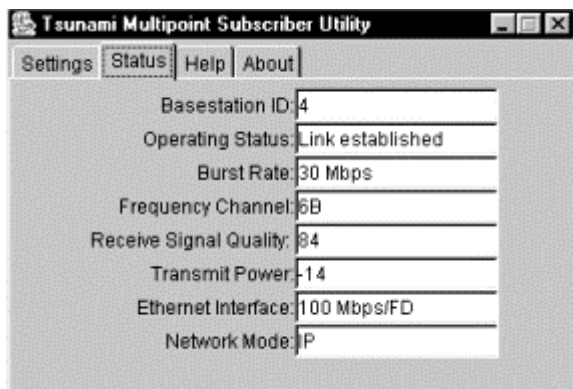 Tsunami Multipoint Subscriber Utility
Settings Status Help About
Basestation ID: 4
Operating Status: Link established
Burst Rate: 30 Mbps
Frequency Channel: 6B
Receive Signal Quality: 84
Transmit Power: -14
Ethernet Interface: 100 Mbps/FD
Network Mode: IP